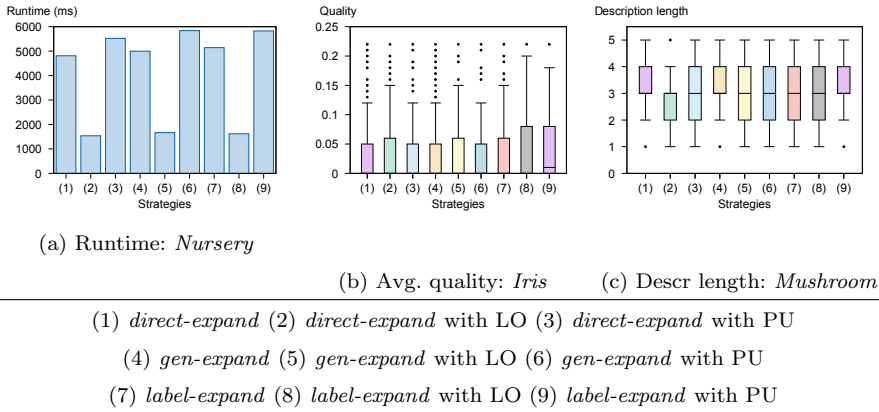 Runtime (ms)
6000
5000
4000
3000
2000
1000
0
(1) (2) (3) (4) (5) (6) (7) (8) (9)
Strategies
Quality
0.25
0.2
0.15
0.1
0.05
0
(1) (2) (3) (4) (5) (6) (7) (8) (9)
Strategies
Description length
5
4
3
2
1
0
(1) (2) (3) (4) (5) (6) (7) (8) (9)
Strategies
(a) Runtime: Nursery
(b) Avg. quality: Iris
(c) Descr length: Mushroom
(1) direct-expand (2) direct-expand with LO (3) direct-expand with PU
(4) gen-expand (5) gen-expand with LO (6) gen-expand with PU
(7) label-expand (8) label-expand with LO (9) label-expand with PU